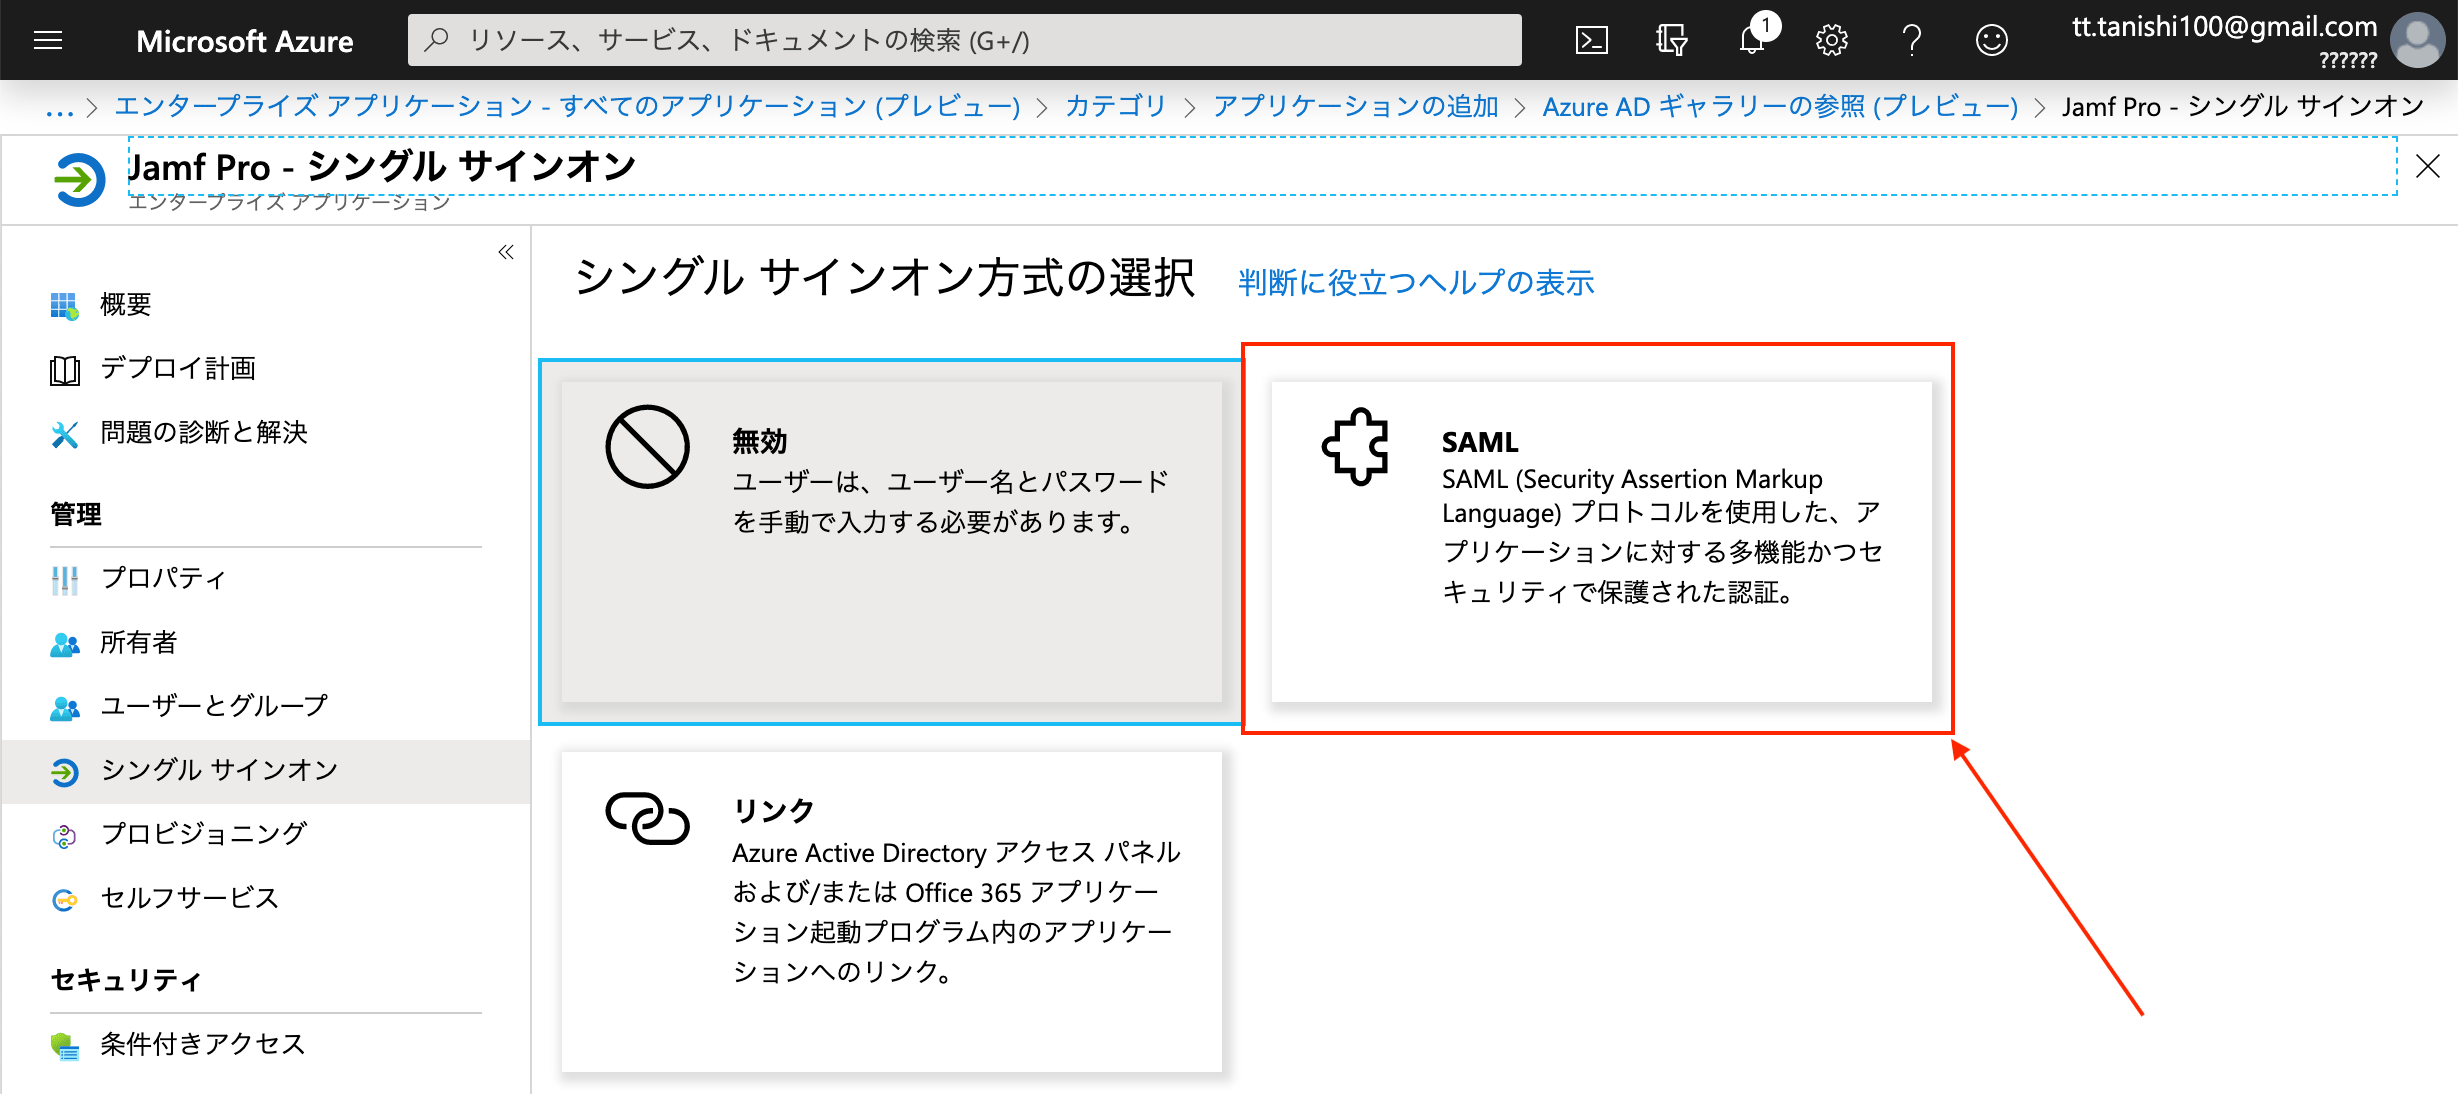 Microsoft Azure
リソース、サービス、ドキュメントの検索 (G+/)
1
tt.tanishi100@gmail.com
??????
... > エンタープライズ アプリケーション - すべてのアプリケーション (プレビュー) > カテゴリ > アプリケーションの追加 > Azure AD ギャラリーの参照 (プレビュー) > Jamf Pro - シングル サインオン
Jamf Pro - シングル サインオン
エンタープライズ アプリケーション
«
概要
デプロイ計画
問題の診断と解決
管理
プロパティ
所有者
ユーザーとグループ
シングル サインオン
プロビジョニング
セルフサービス
セキュリティ
条件付きアクセス
シングル サインオン方式の選択 判断に役立つヘルプの表示
無効
ユーザーは、ユーザー名とパスワード
を手動で入力する必要があります。
SAML
SAML (Security Assertion Markup
Language) プロトコルを使用した、ア
プリケーションに対する多機能かつセ
キュリティで保護された認証。
リンク
Azure Active Directory アクセス パネル
および/または Office 365 アプリケー
ション起動プログラム内のアプリケー
ションへのリンク。